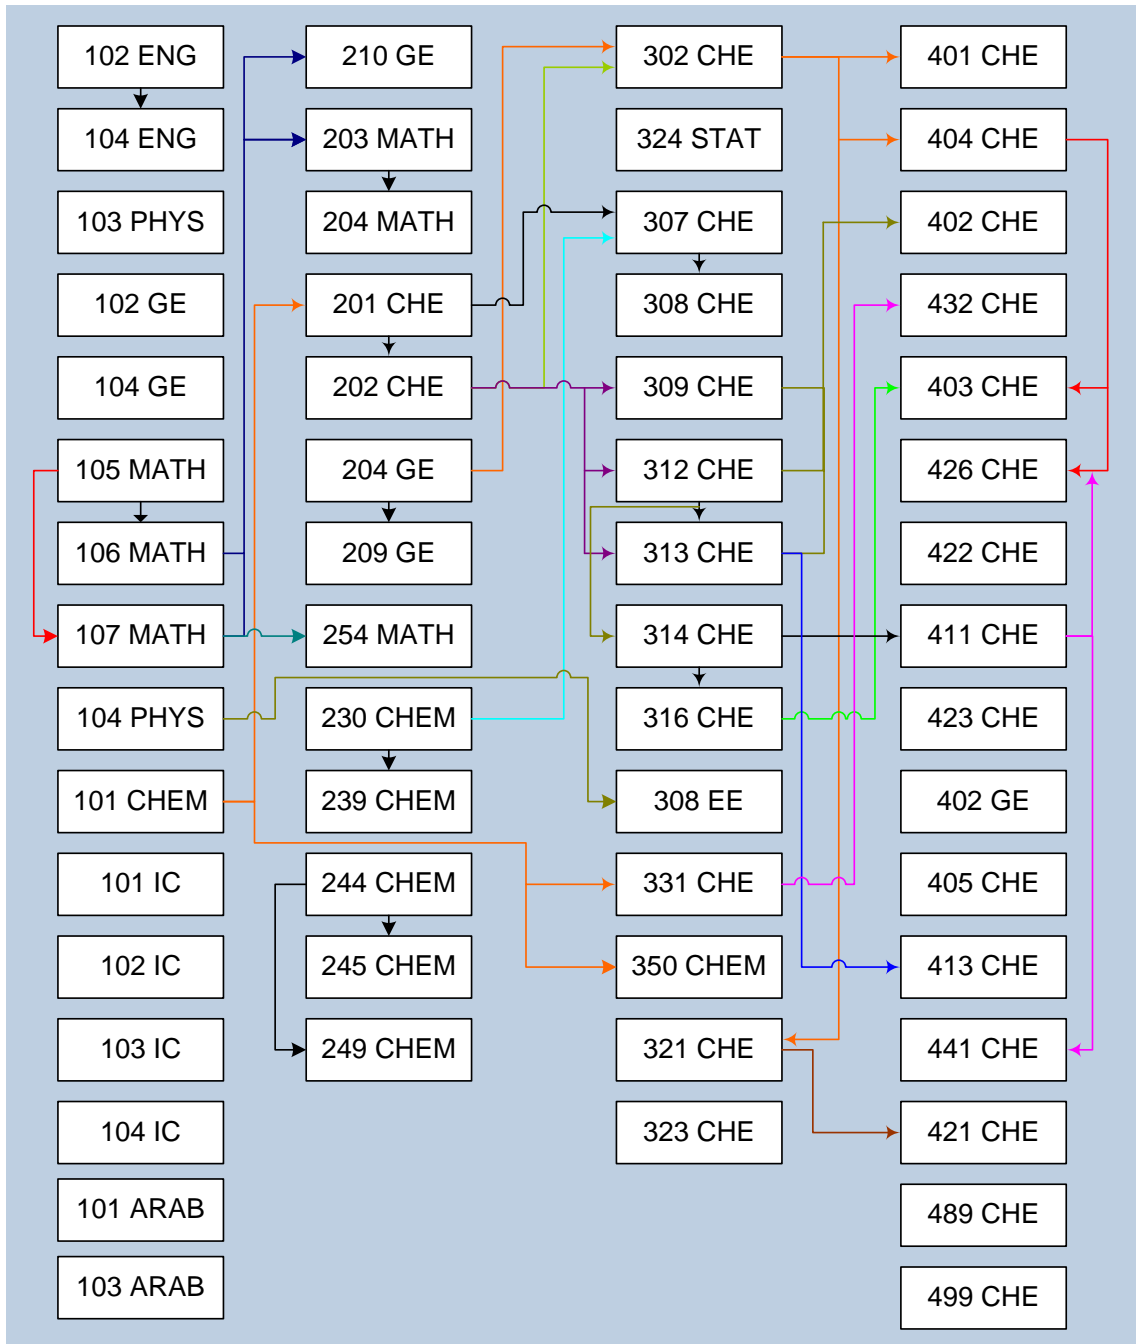 102 ENG
104 ENG
103 PHYS
102 GE
104 GE
105 MATH
106 MATH
107 MATH
104 PHYS
101 CHEM
101 IC
102 IC
103 IC
104 IC
101 ARAB
103 ARAB
210 GE
203 MATH
204 MATH
201 CHE
202 CHE
204 GE
209 GE
254 MATH
230 CHEM
239 CHEM
244 CHEM
245 CHEM
249 CHEM
302 CHE
324 STAT
307 CHE
308 CHE
309 CHE
312 CHE
313 CHE
314 CHE
316 CHE
308 EE
331 CHE
350 CHEM
321 CHE
323 CHE
401 CHE
404 CHE
402 CHE
432 CHE
403 CHE
426 CHE
422 CHE
411 CHE
423 CHE
402 GE
405 CHE
413 CHE
441 CHE
421 CHE
489 CHE
499 CHE